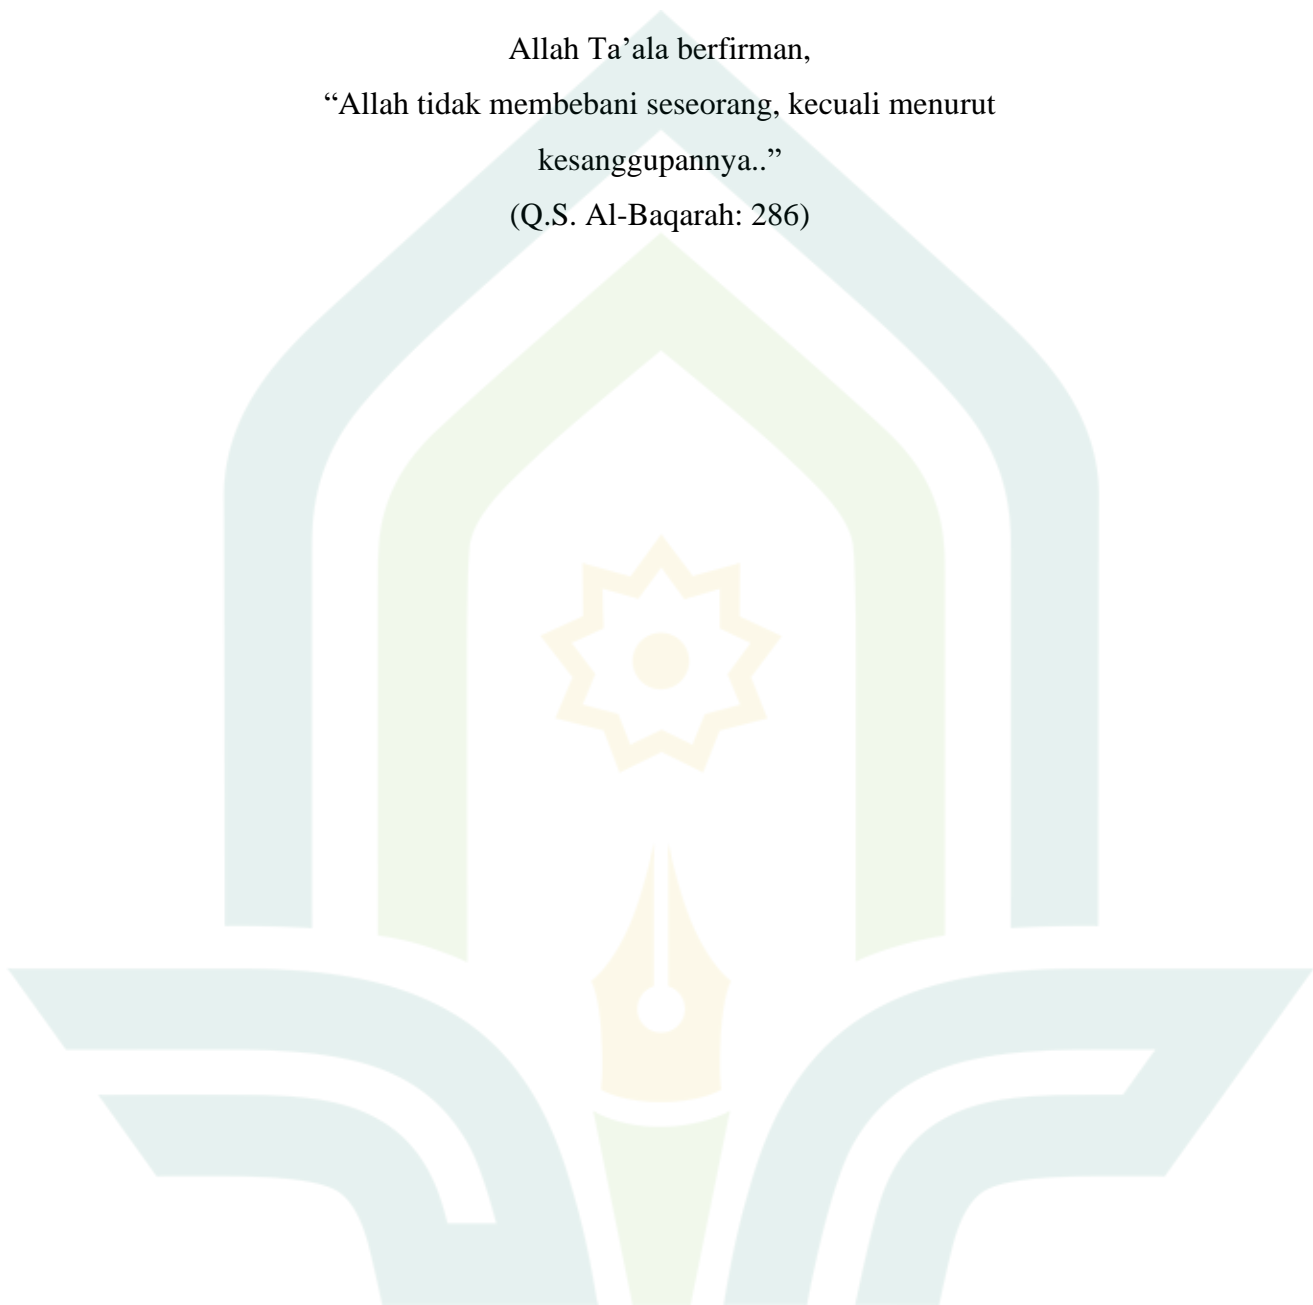 Allah Ta’ala berfirman,
“Allah tidak membebani seseorang, kecuali menurut
kesanggupannya..”
(Q.S. Al-Baqarah: 286)